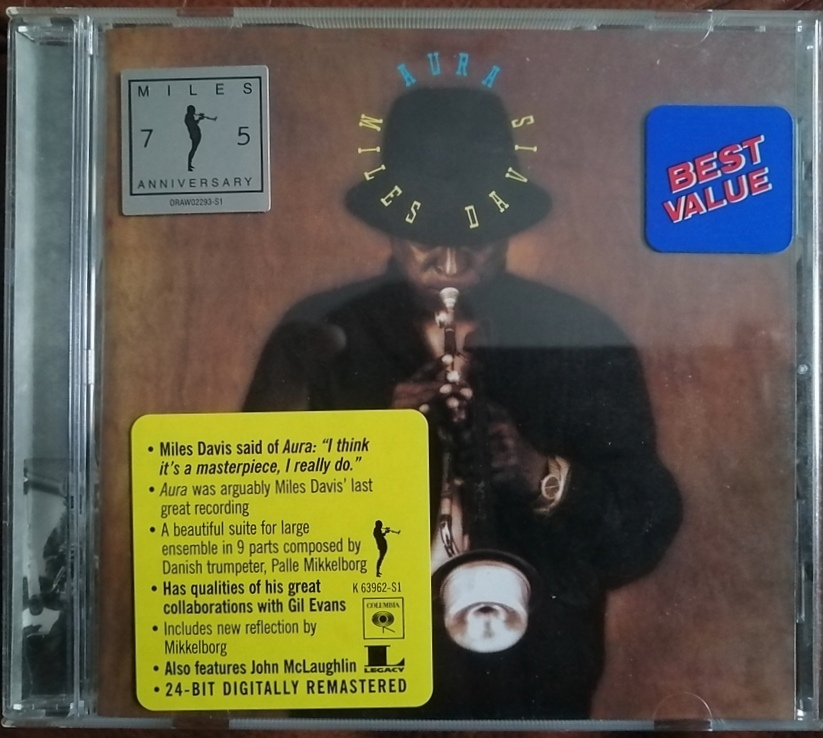 AURA
MILES DAVIS
MILES
7 5
ANNIVERSARY
DRAW02293-S1
BEST
VALUE
• Miles Davis said of Aura: “I think
it’s a masterpiece, I really do.”
• Aura was arguably Miles Davis’ last
great recording
• A beautiful suite for large
ensemble in 9 parts composed by
Danish trumpeter, Palle Mikkelborg
• Has qualities of his great
collaborations with Gil Evans
K 63962-S1
COLUMBIA
• Includes new reflection by
Mikkelborg
• Also features John McLaughlin
L
LEGACY
• 24-BIT DIGITALLY REMASTERED